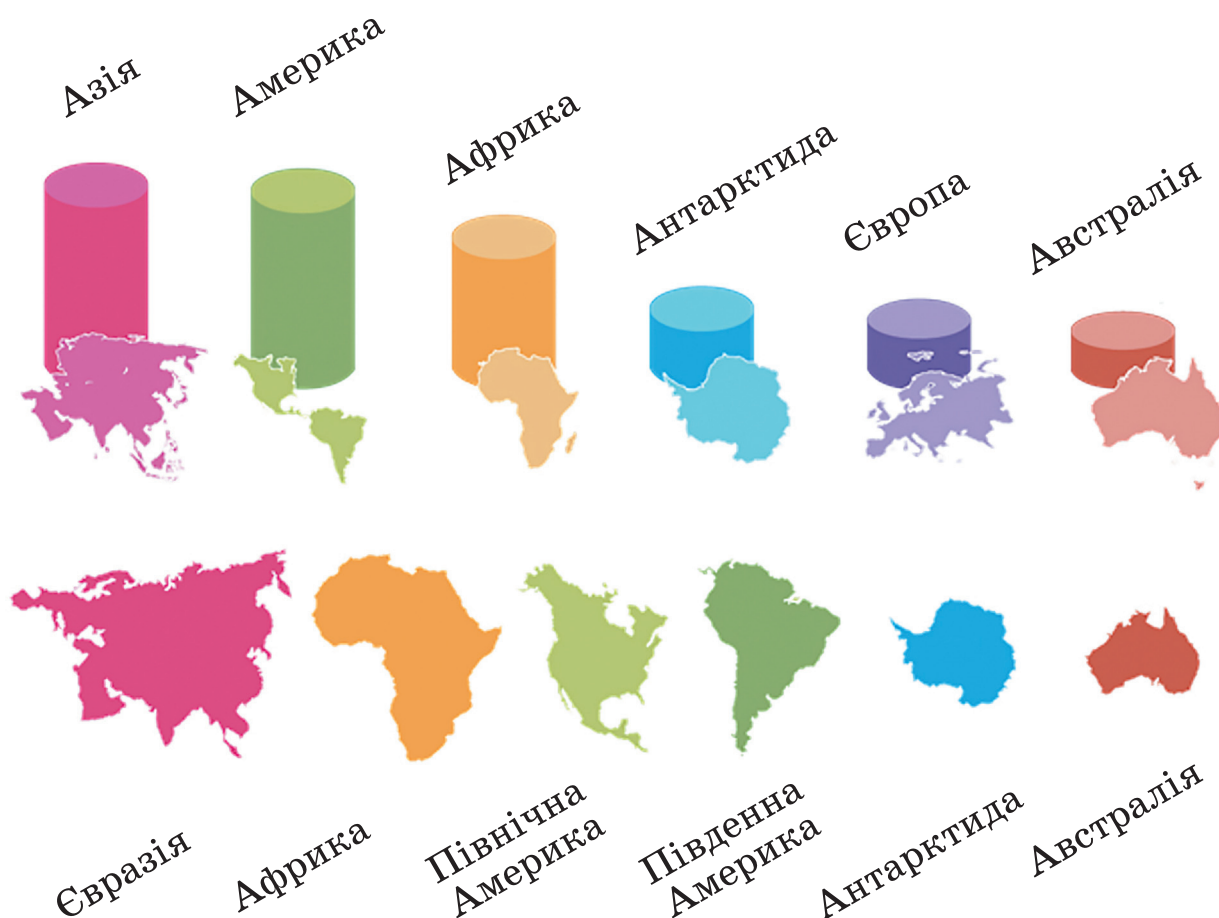 Азія
Америка
Африка
Антарктида
Європа
Австралія
Євразія
Африка
Північна
Америка
Південна
Америка
Антарктида
Австралія